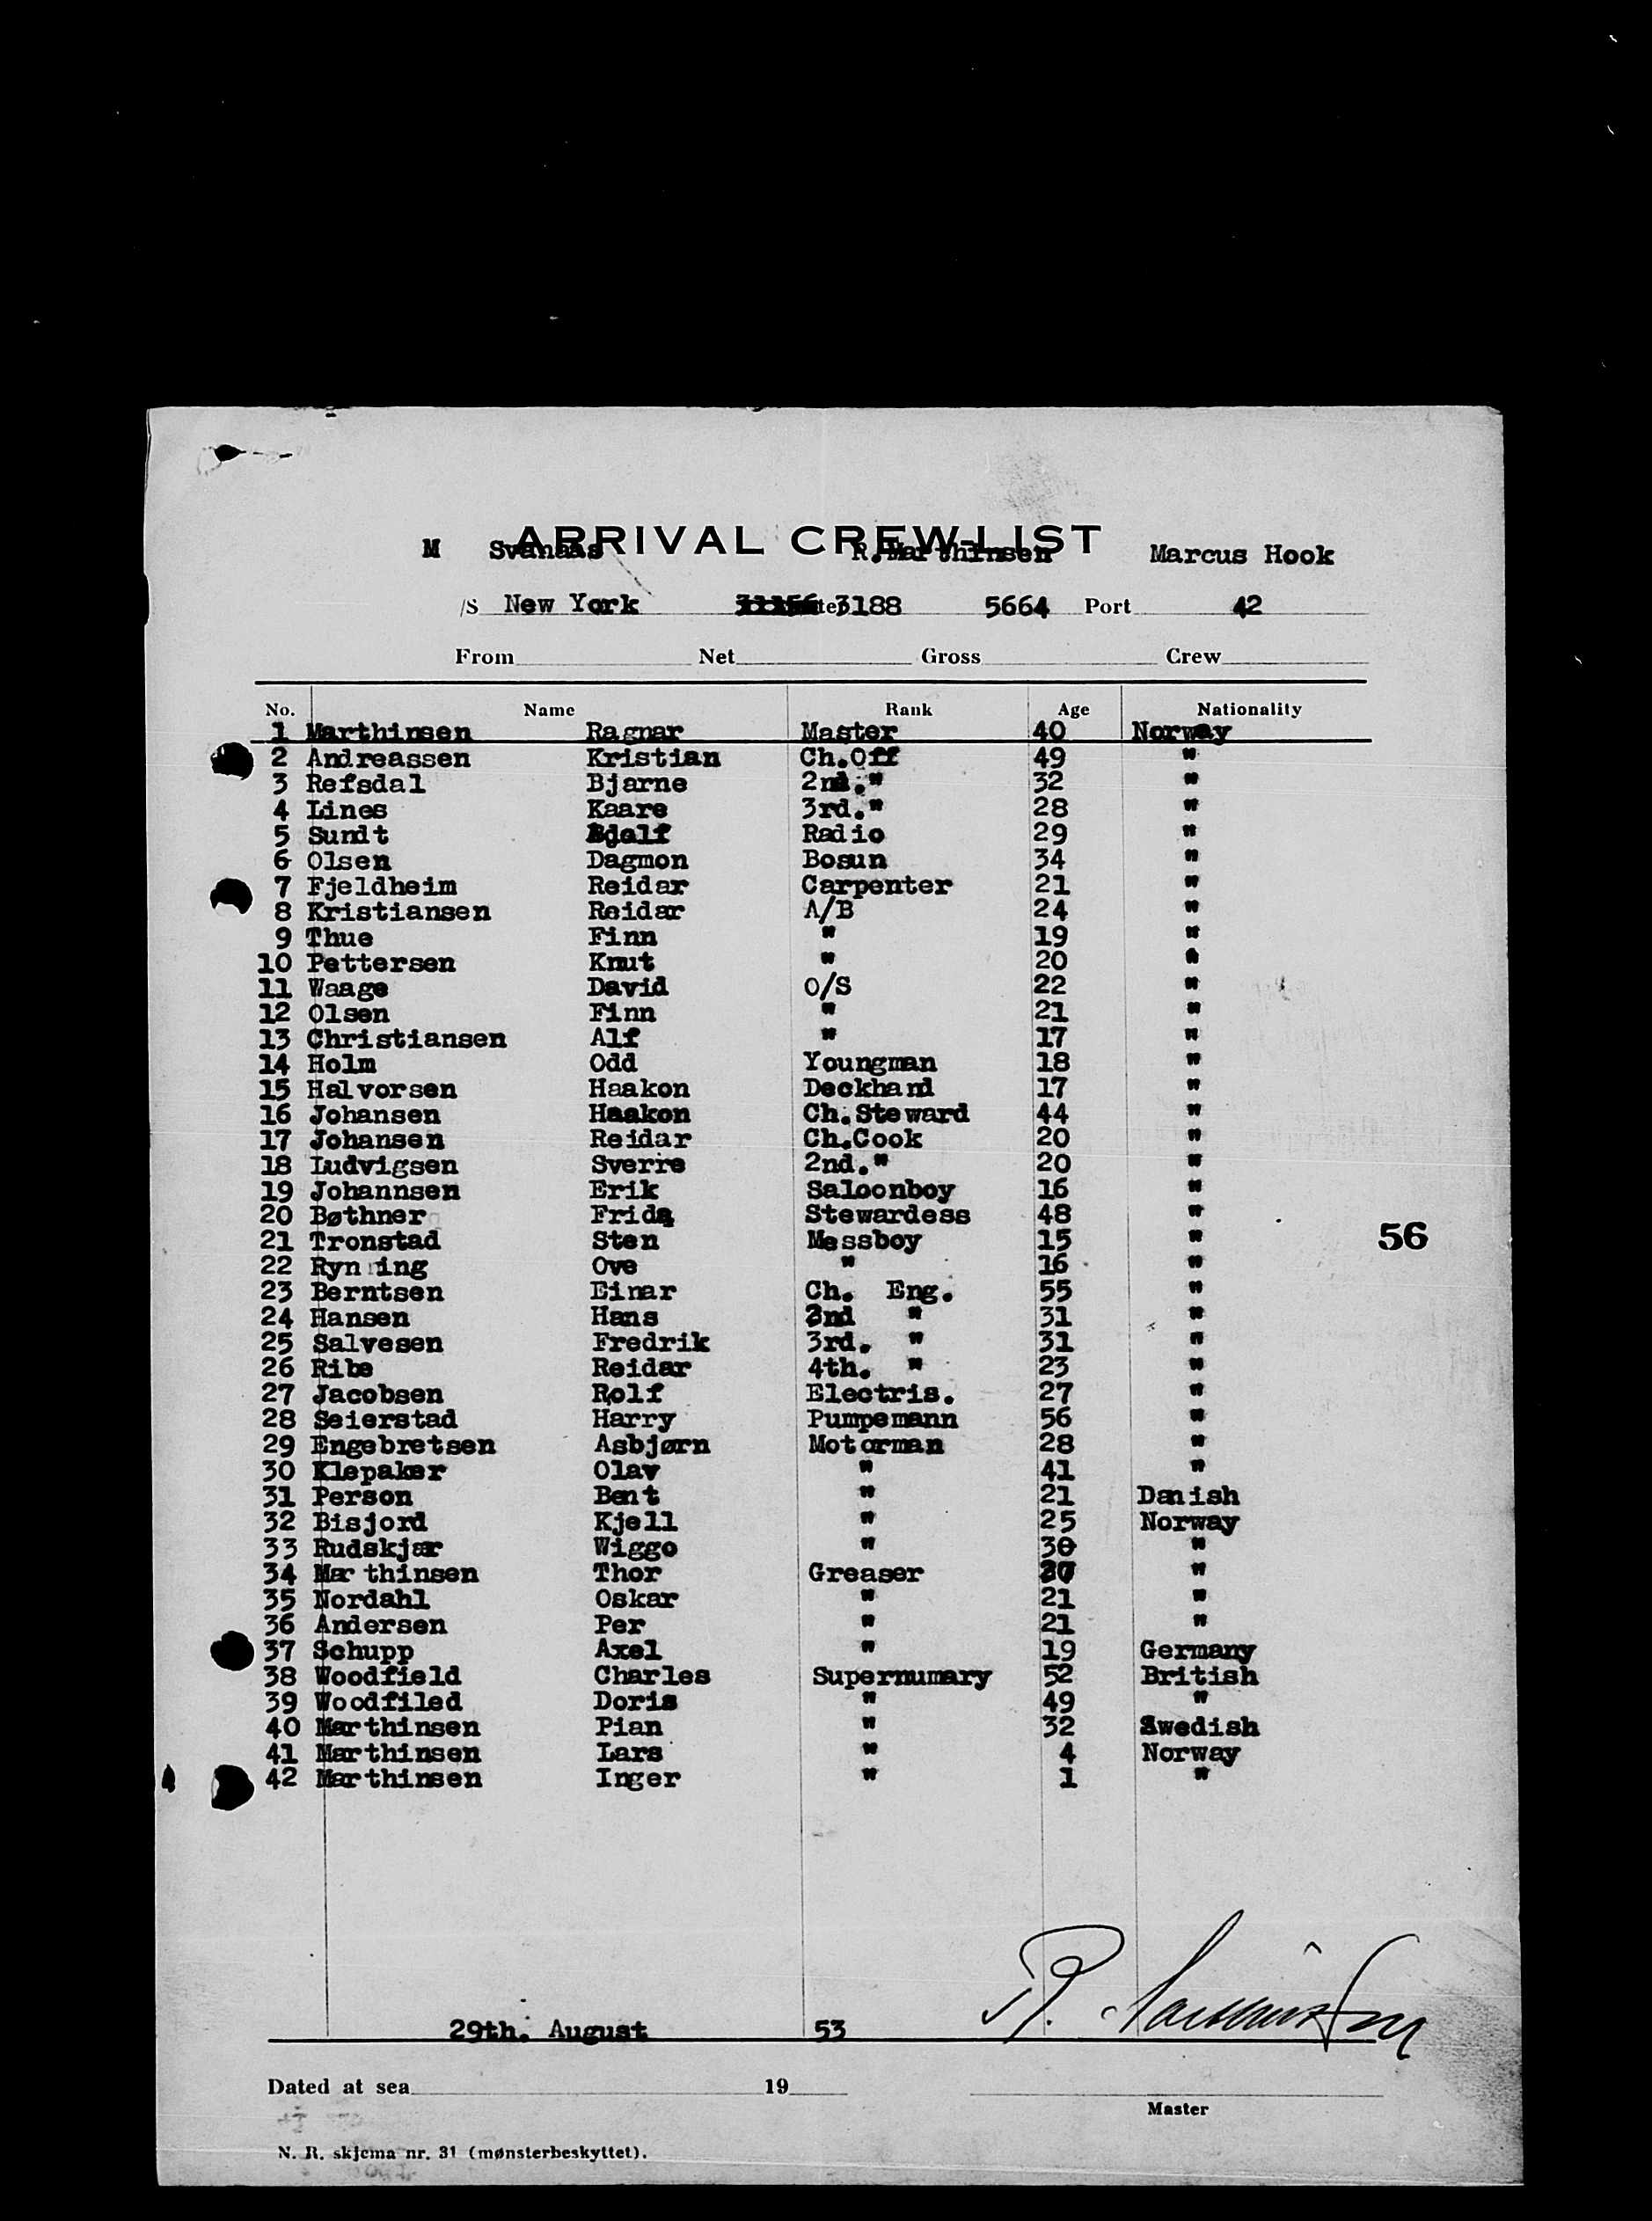 ARRIVAL CREW-LIST
M Svanaas R.Marthinsen Marcus Hook
/S New York 3188 5664 Port 42
From Net Gross Crew
No. Name Rank Age Nationality
1 Marthinsen Ragnar Master 40 Norway
2 Andreassen Kristian Ch.Off 49 "
3 Refsdal Bjarne 2nd." 32 "
4 Lines Kaare 3rd." 28 "
5 Sundt Radio 29 "
6 Olsen Dagmon Bosun 34 "
7 Fjeldheim Reidar Carpenter 21 "
8 Kristiansen Reidar A/B 24 "
9 Thue Finn " 19 "
10 Pettersen Knut " 20 "
11 Waage David O/S 22 "
12 Olsen Finn " 21 "
13 Christiansen Alf " 17 "
14 Holm Odd Youngman 18 "
15 Halvorsen Haakon Deckhand 17 "
16 Johansen Haakon Ch.Steward 44 "
17 Johansen Reidar Ch.Cook 20 "
18 Ludvigsen Sverre 2nd." 20 "
19 Johannsen Erik Saloonboy 16 "
20 Bøthner Frida Stewardess 48 "
21 Tronstad Sten Messboy 15 " 56
22 Rynning Ove " 16 "
23 Berntsen Einar Ch. Eng. 55 "
24 Hansen Hans 2nd " 31 "
25 Salvesen Fredrik 3rd. " 31 "
26 Ribe Reidar 4th. " 23 "
27 Jacobsen Rolf Electris. 27 "
28 Seierstad Harry Pumpemann 56 "
29 Engebretsen Asbjørn Motorman 28 "
30 Klepaker Olav " 41 "
31 Person Bent " 21 Danish
32 Bisjord Kjell " 25 Norway
33 Rudskjær Wiggo " 30 "
34 Marthinsen Thor Greaser "
35 Nordahl Oskar " 21 "
36 Andersen Per " 21 "
37 Schupp Axel " 19 Germany
38 Woodfield Charles Supernumary 52 British
39 Woodfiled Doris " 49 "
40 Marthinsen Pian " 32 Swedish
41 Marthinsen Lars " 4 Norway
42 Marthinsen Inger " 1 "
29th. August 53
Dated at sea 19
Master
N. R. skjema nr. 31 (mønsterbeskyttet).